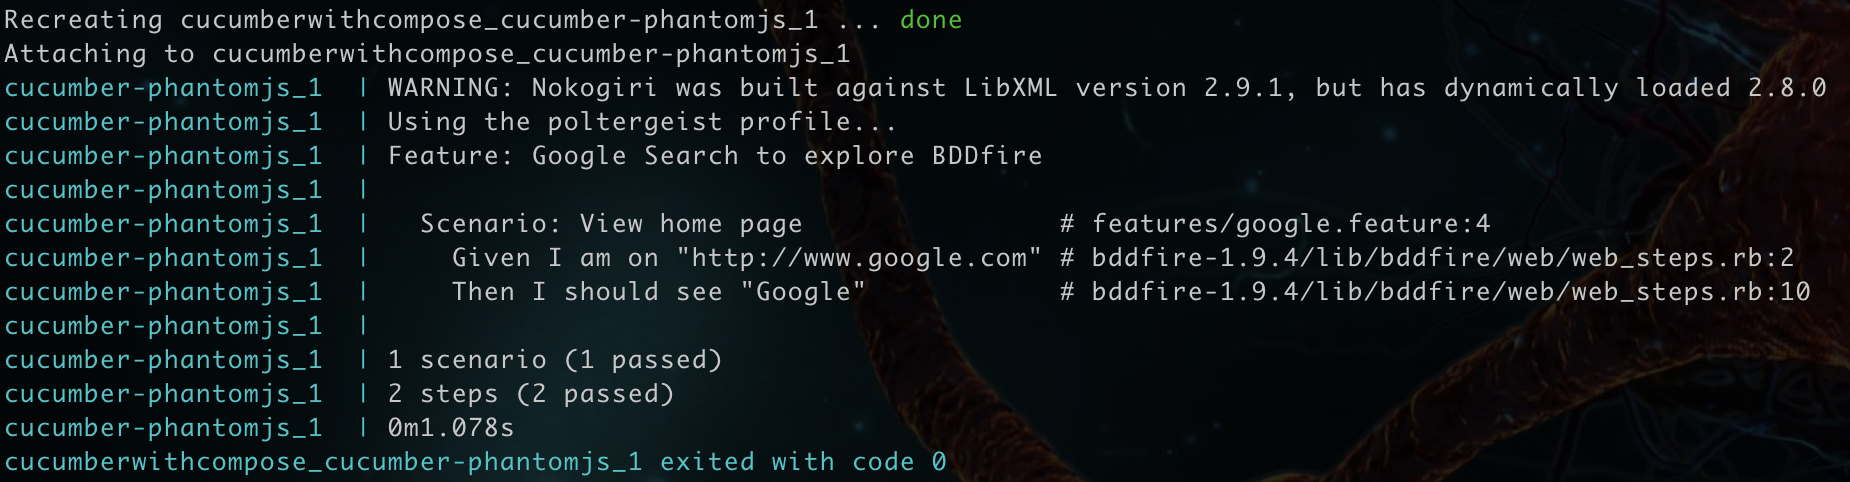 Recreating cucumberwithcompose_cucumber-phantomjs_1 ... done
Attaching to cucumberwithcompose_cucumber-phantomjs_1
cucumber-phantomjs_1  | WARNING: Nokogiri was built against LibXML version 2.9.1, but has dynamically loaded 2.8.0
cucumber-phantomjs_1  | Using the poltergeist profile...
cucumber-phantomjs_1  | Feature: Google Search to explore BDDfire
cucumber-phantomjs_1  |
cucumber-phantomjs_1  |   Scenario: View home page                # features/google.feature:4
cucumber-phantomjs_1  |     Given I am on "http://www.google.com" # bddfire-1.9.4/lib/bddfire/web/web_steps.rb:2
cucumber-phantomjs_1  |     Then I should see "Google"            # bddfire-1.9.4/lib/bddfire/web/web_steps.rb:10
cucumber-phantomjs_1  |
cucumber-phantomjs_1  | 1 scenario (1 passed)
cucumber-phantomjs_1  | 2 steps (2 passed)
cucumber-phantomjs_1  | 0m1.078s
cucumberwithcompose_cucumber-phantomjs_1 exited with code 0